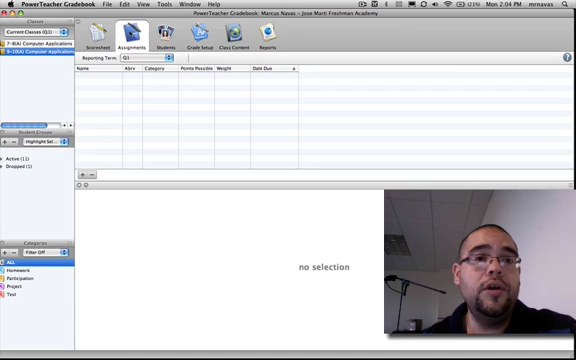 PowerTeacher Gradebook File Edit View Tools Help (21%) Mon 2:04 PM mrnavas
PowerTeacher Gradebook: Marcus Navas - Jose Marti Freshman Academy
Classes
Current Classes (Q1)
7-8(A) Computer Applications
9-10(A) Computer Applications
Scoresheet Assignments Students Grade Setup Class Content Reports
Reporting Term: Q1
Name Abrv Category Points Possible Weight Date Due
Student Groups
Highlight Sel...
Active (11)
Dropped (1)
Categories
Filter Off
ALL
Homework
Participation
Project
Test
no selection